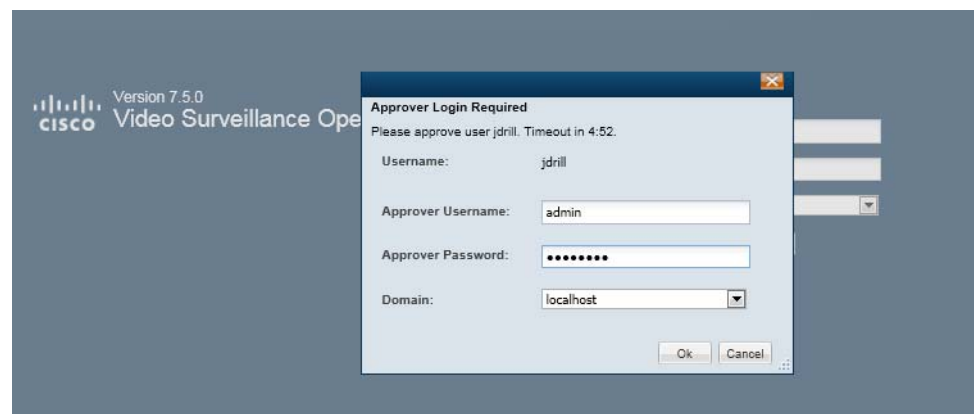 Version 7.5.0
CISCO Video Surveillance Ope
Approver Login Required
Please approve user jdrill. Timeout in 4:52.
Username: jdrill
Approver Username: admin
Approver Password: ••••••••
Domain: localhost
Ok Cancel